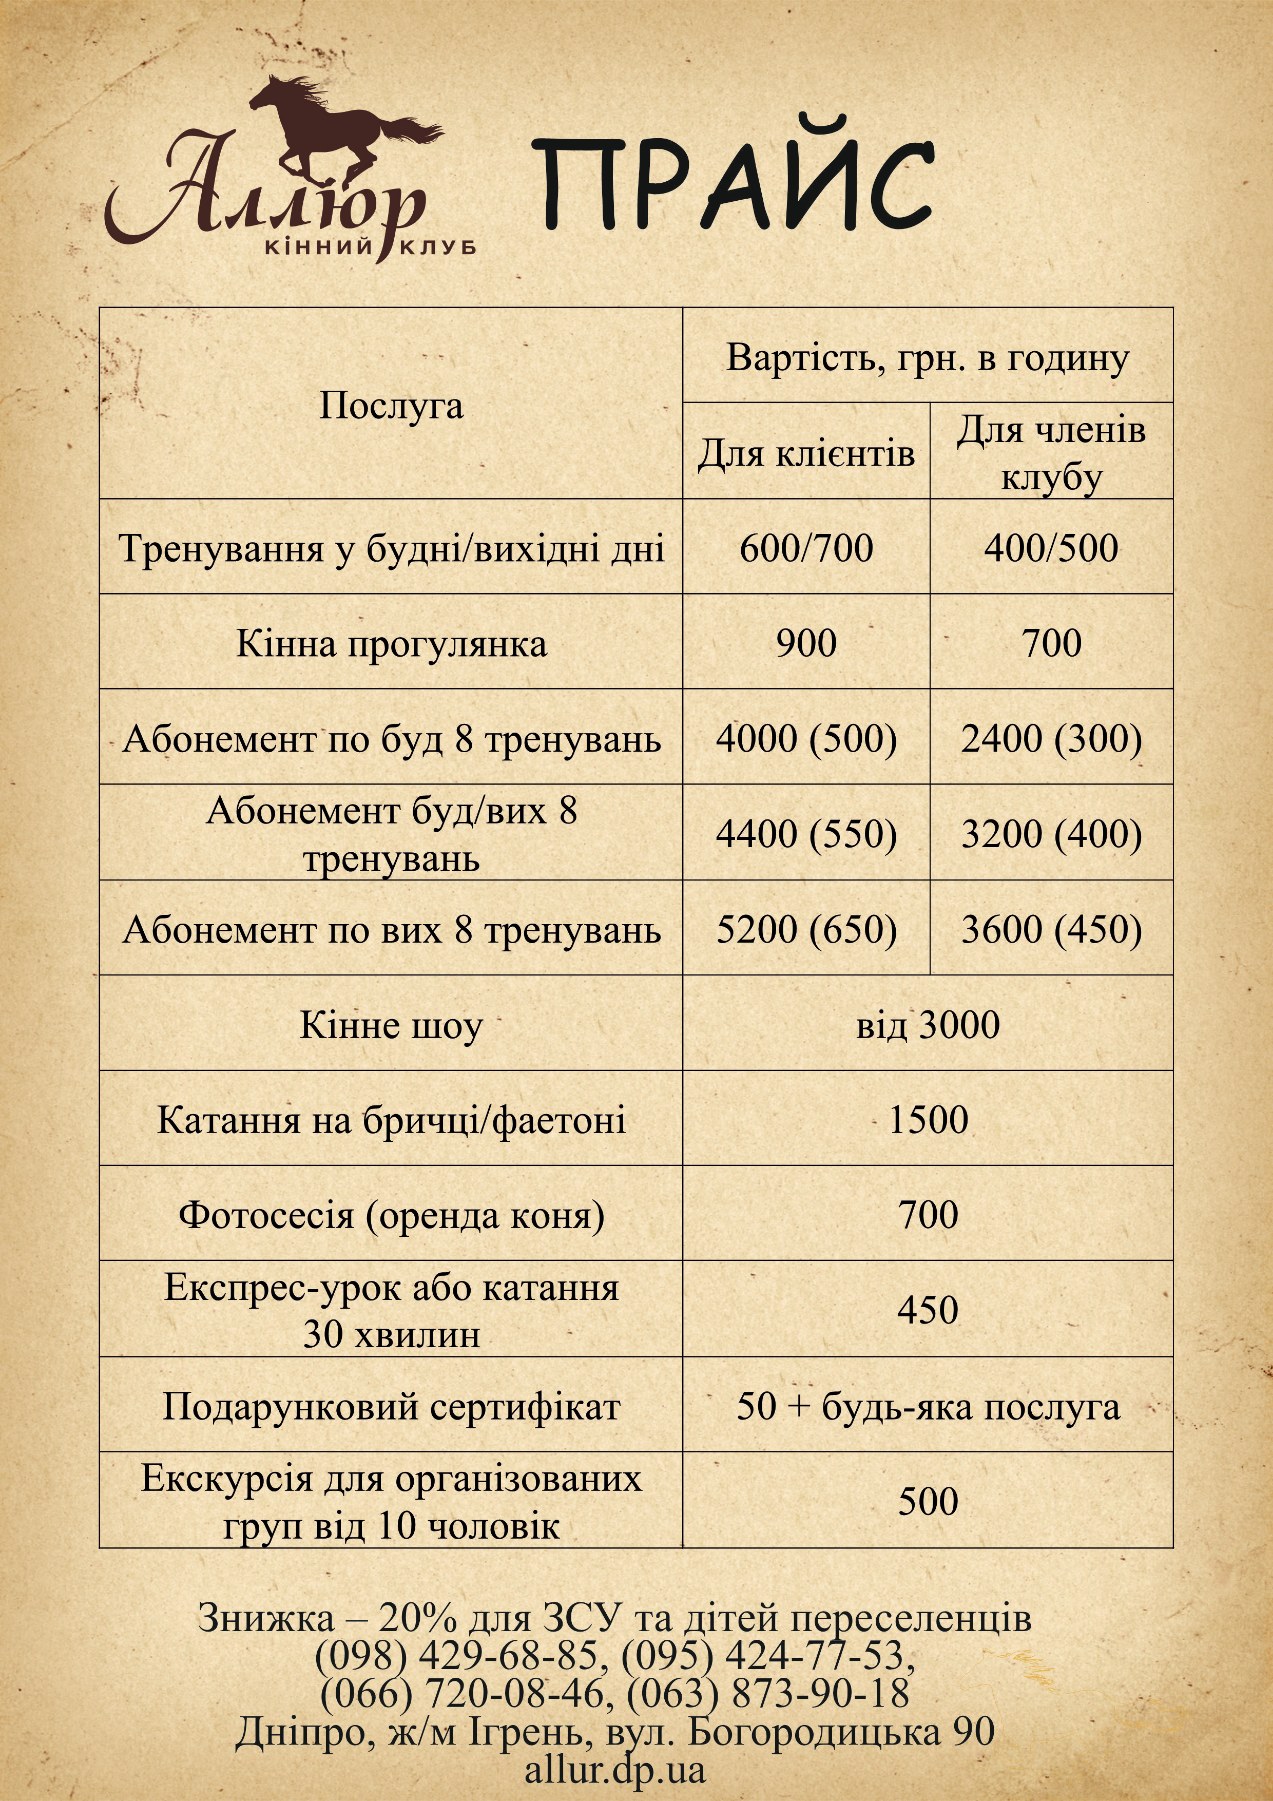 Аллюр
кінний клуб
ПРАЙС
Послуга
Вартість, грн. в годину
Для клієнтів
Для членів
клубу
Тренування у будні/вихідні дні
600/700
400/500
Кінна прогулянка
900
700
Абонемент по буд 8 тренувань
4000 (500)
2400 (300)
Абонемент буд/вих 8
тренувань
4400 (550)
3200 (400)
Абонемент по вих 8 тренувань
5200 (650)
3600 (450)
Кінне шоу
від 3000
Катання на бричці/фаетоні
1500
Фотосесія (оренда коня)
700
Експрес-урок або катання
30 хвилин
450
Подарунковий сертифікат
50 + будь-яка послуга
Екскурсія для організованих
груп від 10 чоловік
500
Знижка – 20% для ЗСУ та дітей переселенців
(098) 429-68-85, (095) 424-77-53,
(066) 720-08-46, (063) 873-90-18
Дніпро, ж/м Ігрень, вул. Богородицька 90
allur.dp.ua